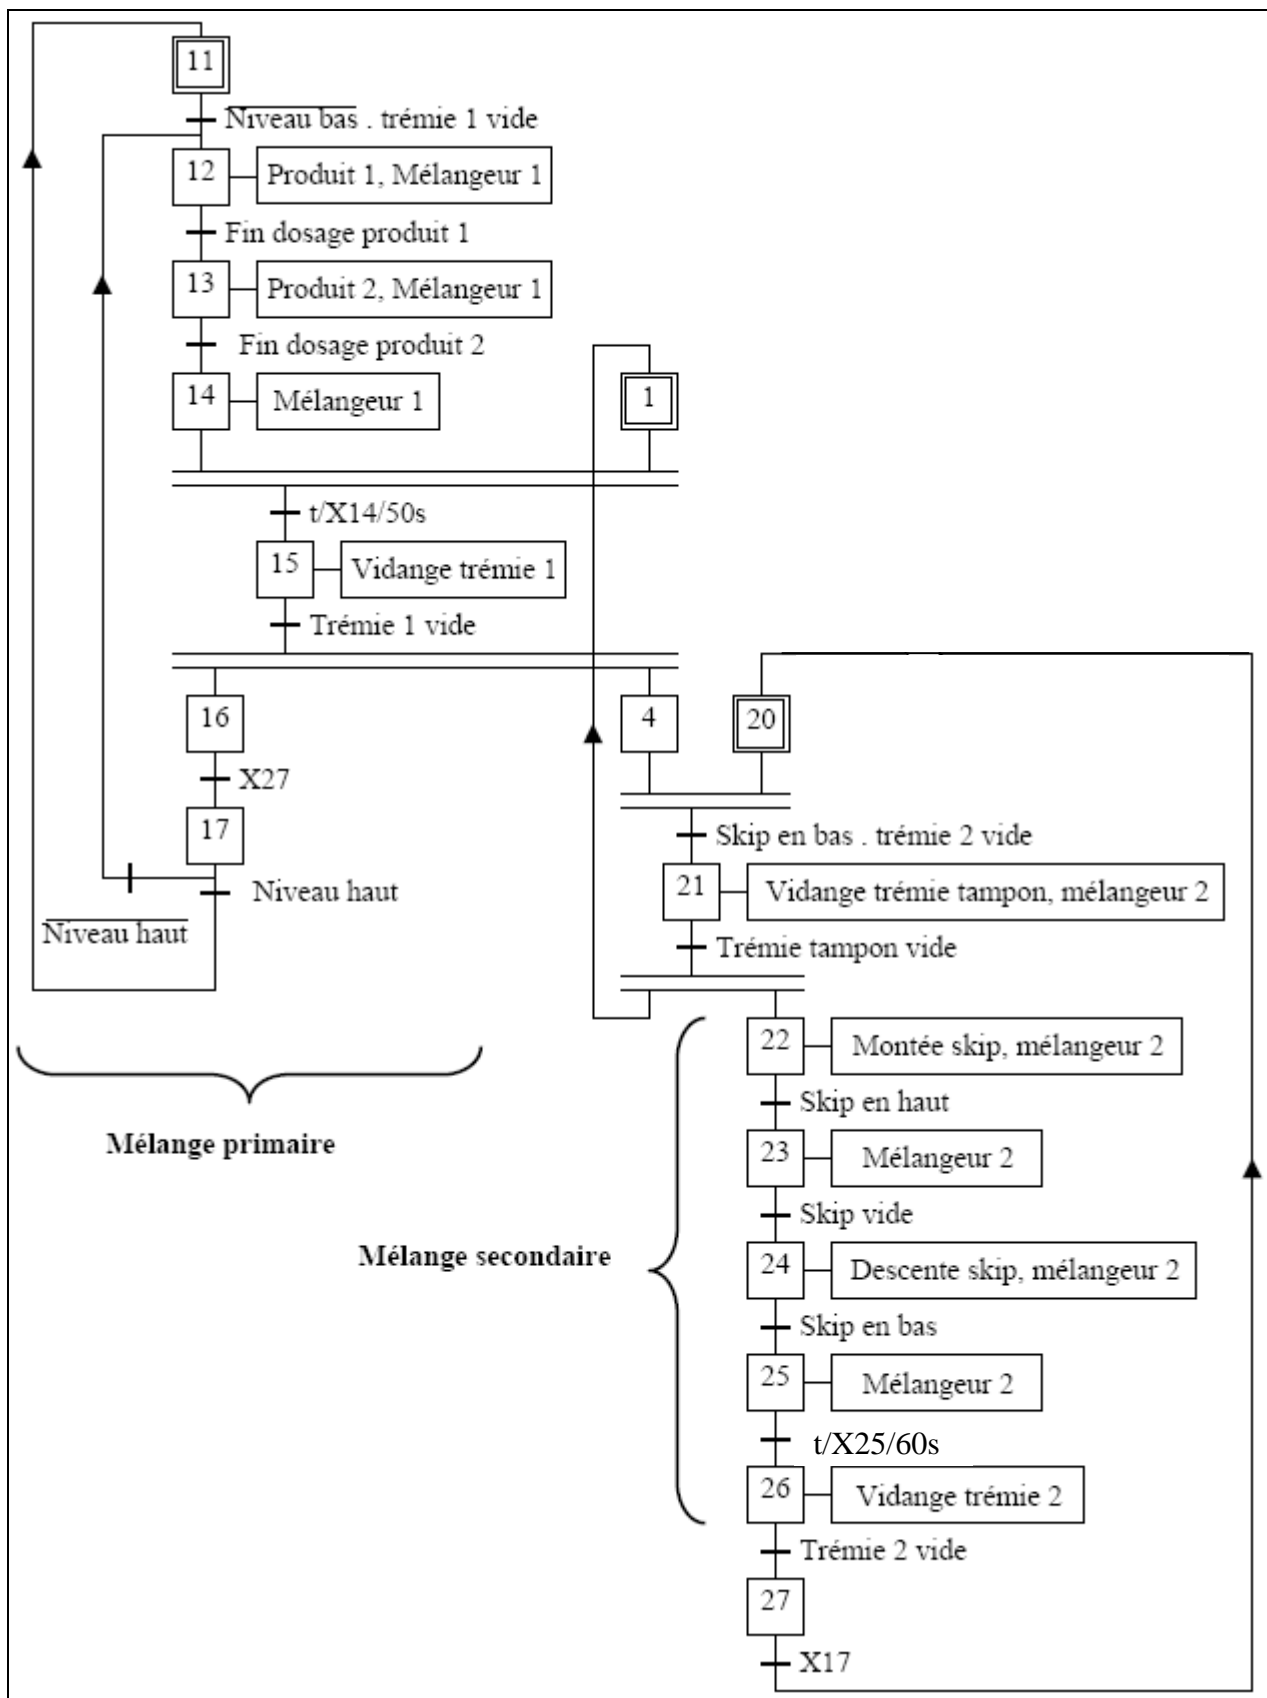 11
Niveau bas . trémie 1 vide
12
Produit 1, Mélangeur 1
Fin dosage produit 1
13
Produit 2, Mélangeur 1
Fin dosage produit 2
14
Mélangeur 1
1
t/X14/50s
15
Vidange trémie 1
Trémie 1 vide
16
4
20
X27
17
Skip en bas . trémie 2 vide
Niveau haut
21
Vidange trémie tampon, mélangeur 2
Niveau haut
Trémie tampon vide
22
Montée skip, mélangeur 2
Skip en haut
Mélange primaire
23
Mélangeur 2
Skip vide
Mélange secondaire
24
Descente skip, mélangeur 2
Skip en bas
25
Mélangeur 2
t/X25/60s
26
Vidange trémie 2
Trémie 2 vide
27
X17